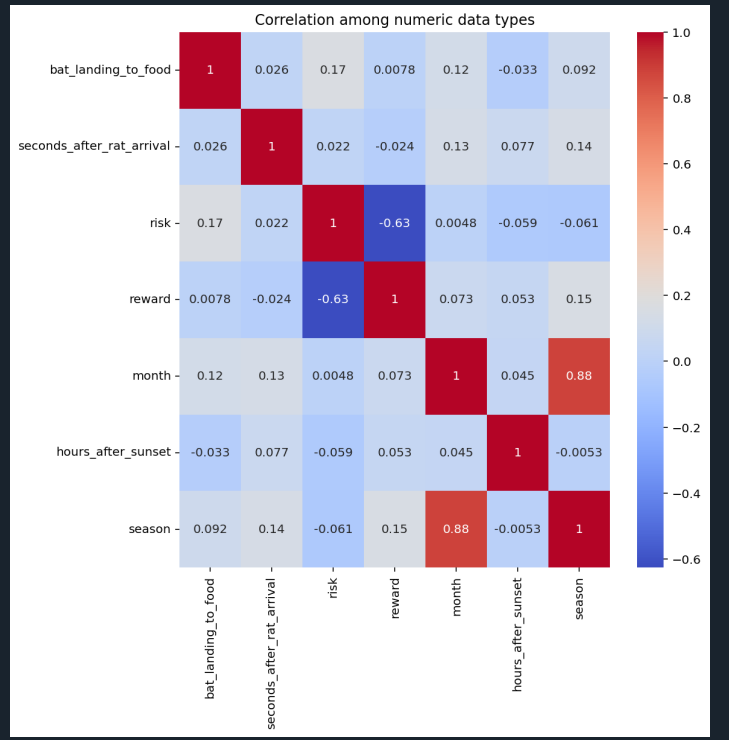 Correlation among numeric data types
bat_landing_to_food 1 0.026 0.17 0.0078 0.12 -0.033 0.092
seconds_after_rat_arrival 0.026 1 0.022 -0.024 0.13 0.077 0.14
risk 0.17 0.022 1 -0.63 0.0048 -0.059 -0.061
reward 0.0078 -0.024 -0.63 1 0.073 0.053 0.15
month 0.12 0.13 0.0048 0.073 1 0.045 0.88
hours_after_sunset -0.033 0.077 -0.059 0.053 0.045 1 -0.0053
season 0.092 0.14 -0.061 0.15 0.88 -0.0053 1
bat_landing_to_food
seconds_after_rat_arrival
risk
reward
month
hours_after_sunset
season
1.0
0.8
0.6
0.4
0.2
0.0
−0.2
−0.4
−0.6